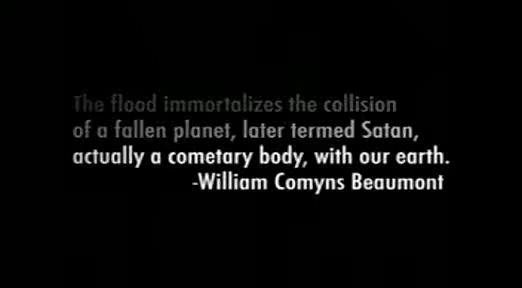 The flood immortalizes the collision
of a fallen planet, later termed Satan,
actually a cometary body, with our earth.
-William Comyns Beaumont